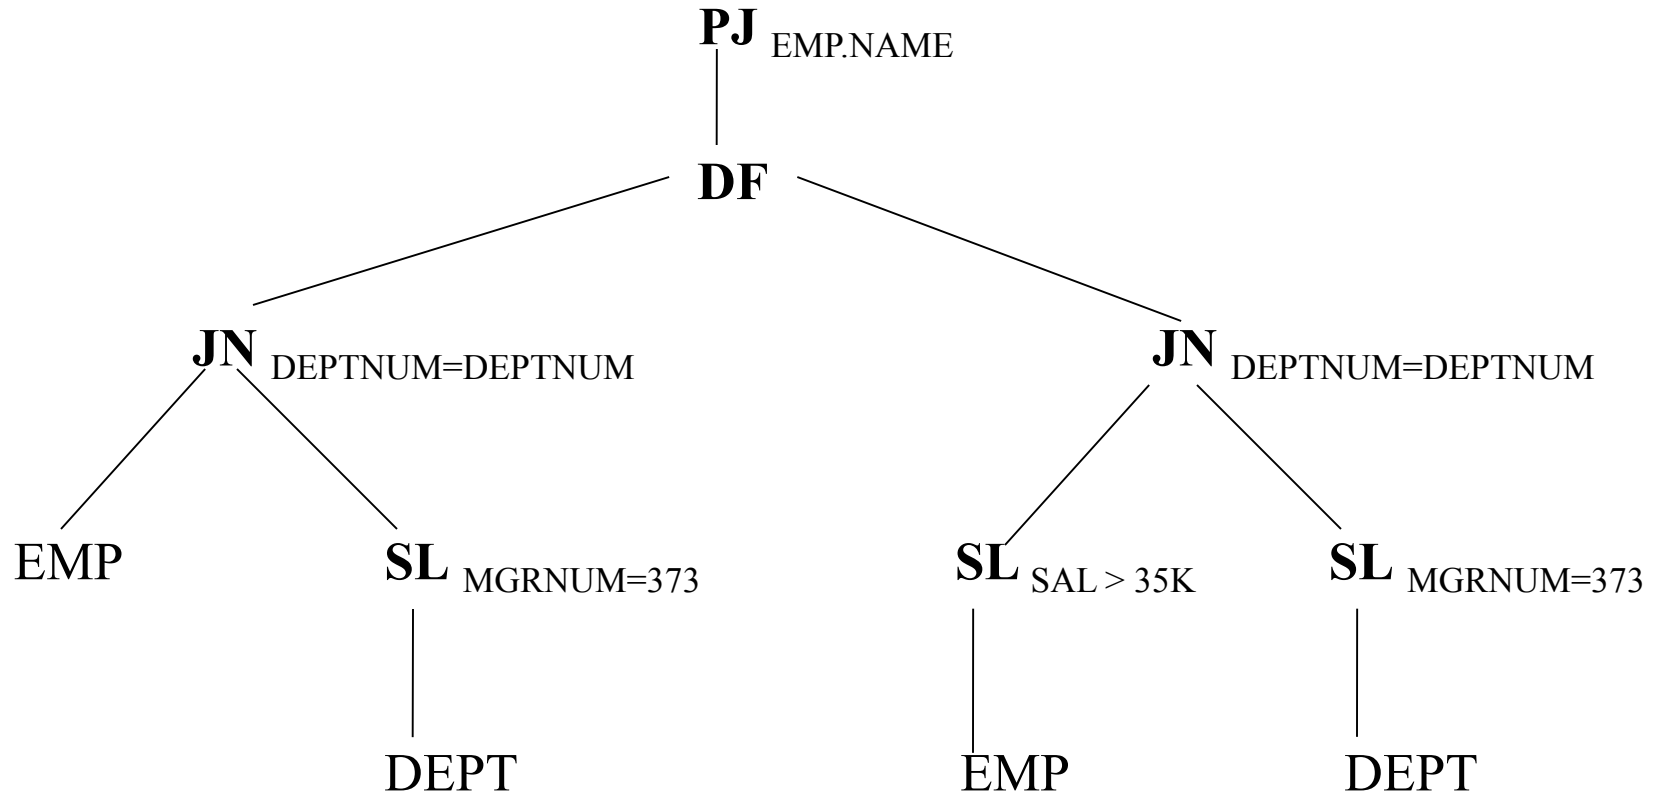 PJ EMP.NAME
DF
JN DEPTNUM=DEPTNUM JN DEPTNUM=DEPTNUM
EMP SL MGRNUM=373 SL SAL > 35K SL MGRNUM=373
DEPT EMP DEPT